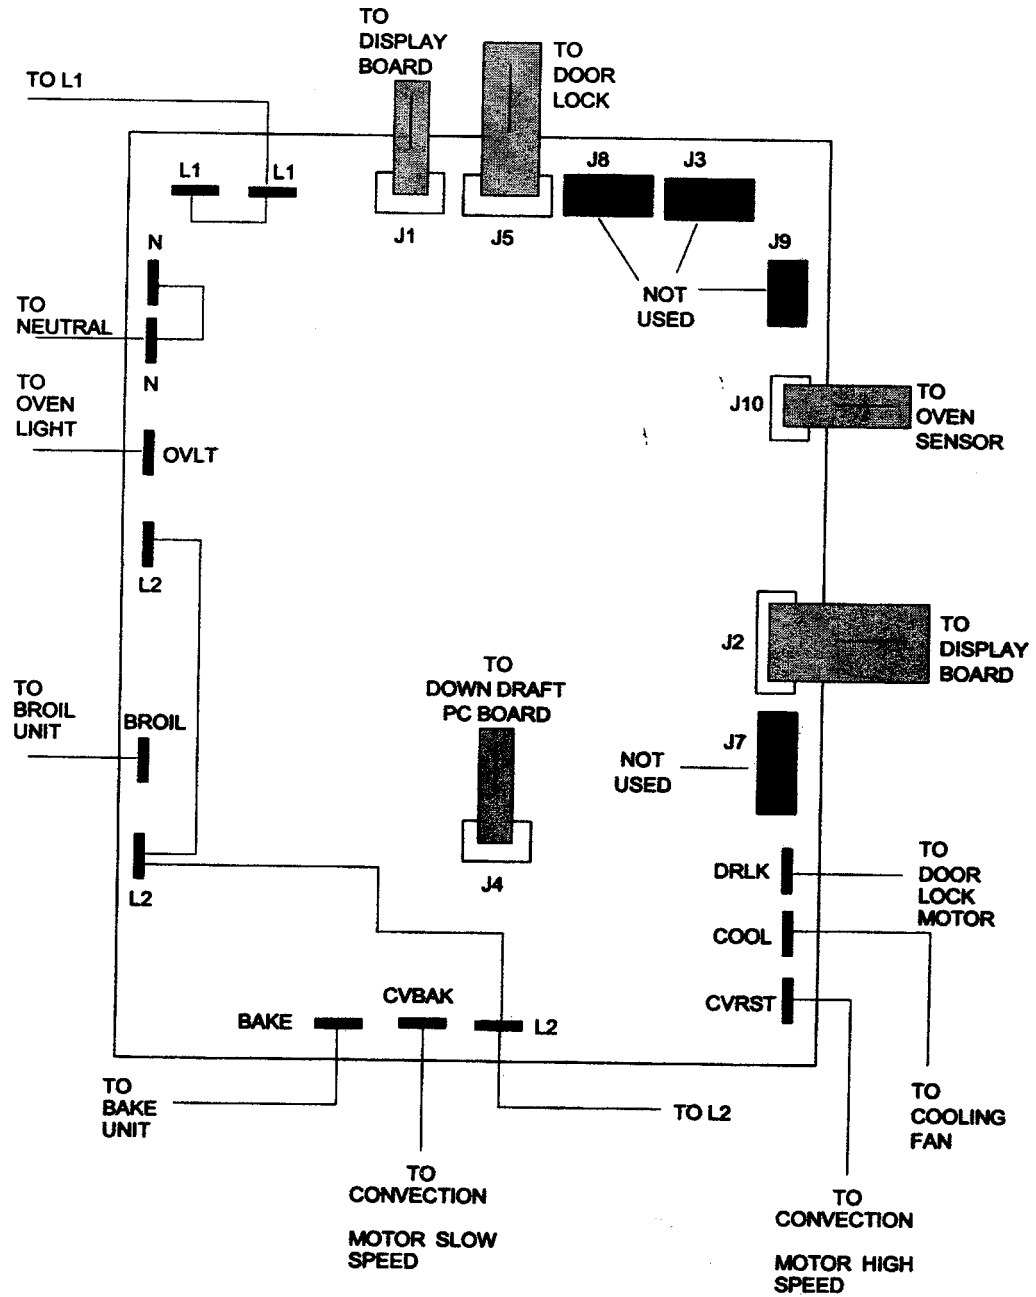 TO
DISPLAY
BOARD
TO
DOOR
LOCK
TO L1
L1
L1
J8
J3
J1
J5
N
J9
NOT
USED
TO
NEUTRAL
N
TO
OVEN
LIGHT
OVLT
J10
TO
OVEN
SENSOR
L2
J2
TO
DISPLAY
BOARD
TO
DOWN DRAFT
PC BOARD
TO
BROIL
UNIT
BROIL
J7
NOT
USED
J4
L2
DRLK
TO
DOOR
LOCK
MOTOR
COOL
CVBAK
CVRST
BAKE
L2
TO
BAKE
UNIT
TO L2
TO
COOLING
FAN
TO
CONVECTION
MOTOR SLOW
SPEED
TO
CONVECTION
MOTOR HIGH
SPEED